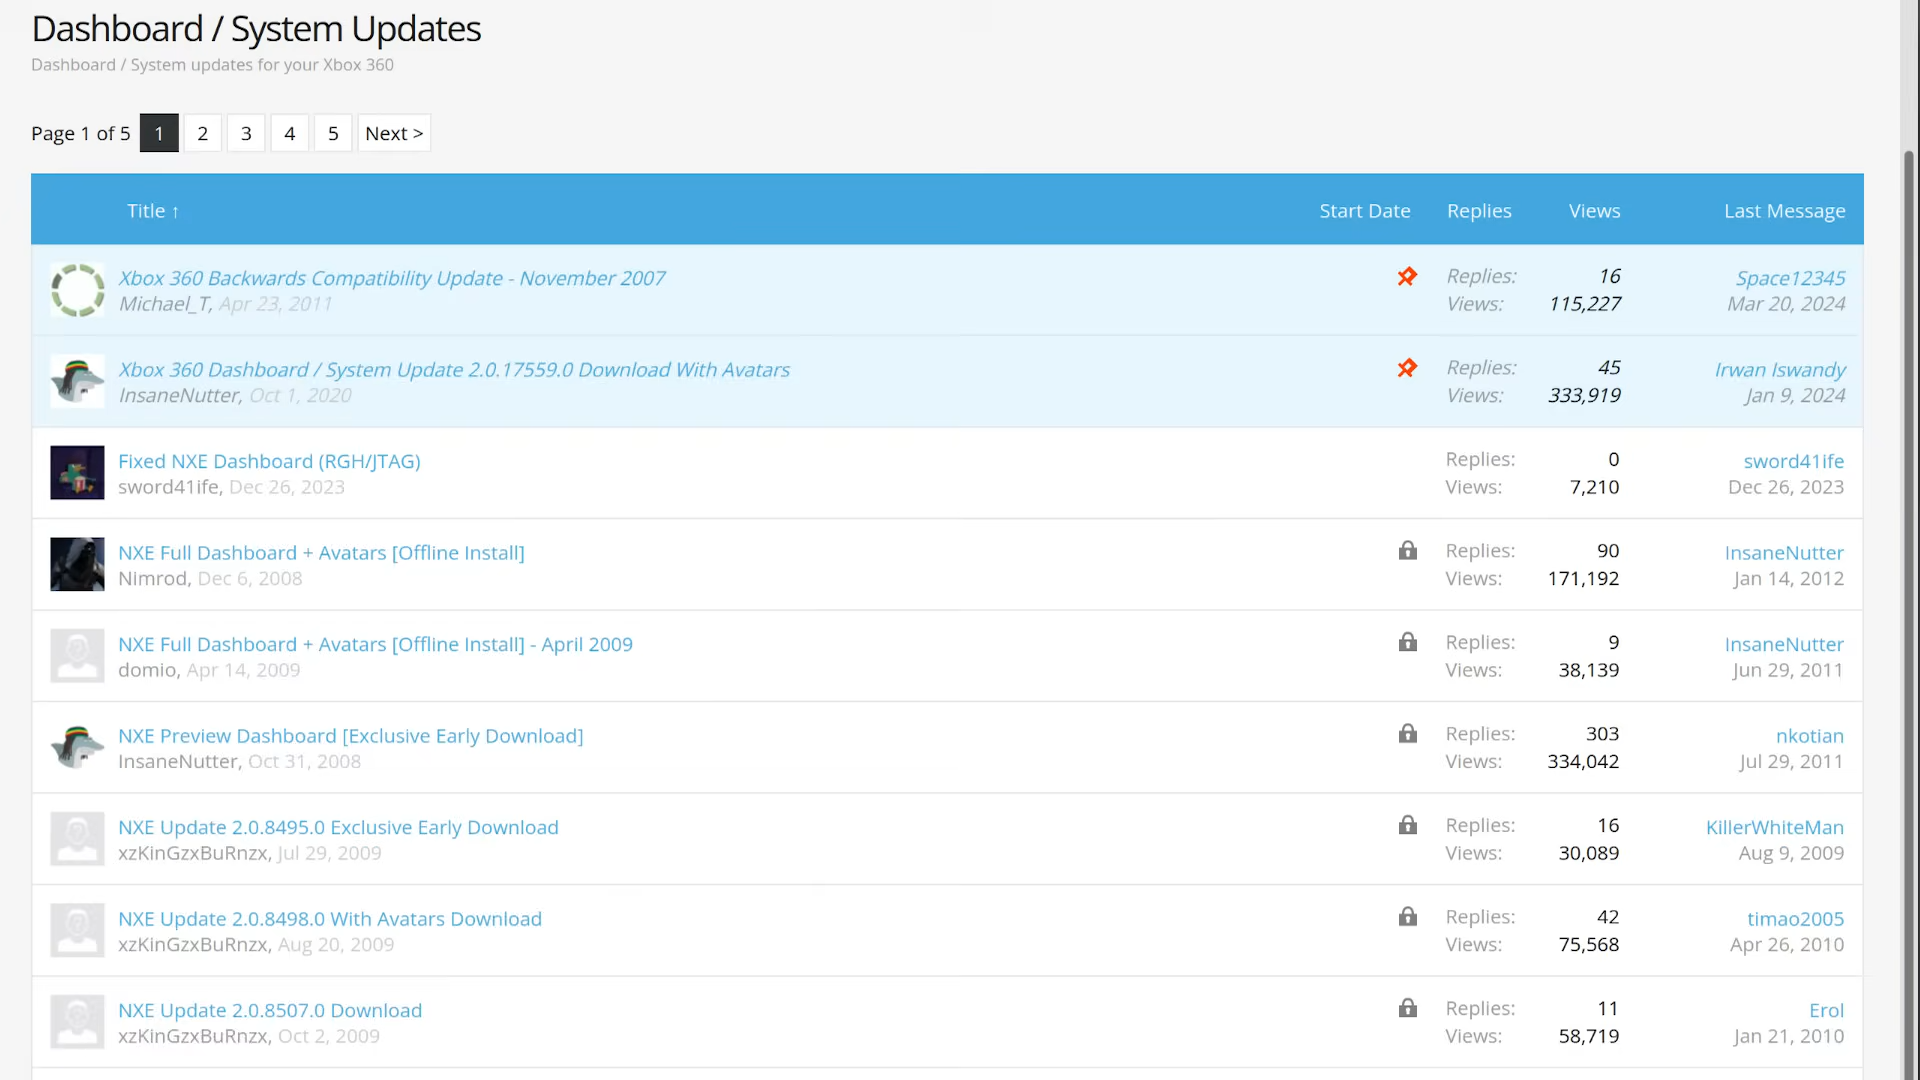 Dashboard / System Updates
Dashboard / System updates for your Xbox 360
Page 1 of 5 1 2 3 4 5 Next >
Title ↑ Start Date Replies Views Last Message
Xbox 360 Backwards Compatibility Update - November 2007 Replies: 16 Space12345
Michael_T, Apr 23, 2011 Views: 115,227 Mar 20, 2024
Xbox 360 Dashboard / System Update 2.0.17559.0 Download With Avatars Replies: 45 Irwan Iswandy
InsaneNutter, Oct 1, 2020 Views: 333,919 Jan 9, 2024
Fixed NXE Dashboard (RGH/JTAG) Replies: 0 sword41ife
sword41ife, Dec 26, 2023 Views: 7,210 Dec 26, 2023
NXE Full Dashboard + Avatars [Offline Install] Replies: 90 InsaneNutter
Nimrod, Dec 6, 2008 Views: 171,192 Jan 14, 2012
NXE Full Dashboard + Avatars [Offline Install] - April 2009 Replies: 9 InsaneNutter
domio, Apr 14, 2009 Views: 38,139 Jun 29, 2011
NXE Preview Dashboard [Exclusive Early Download] Replies: 303 nkotian
InsaneNutter, Oct 31, 2008 Views: 334,042 Jul 29, 2011
NXE Update 2.0.8495.0 Exclusive Early Download Replies: 16 KillerWhiteMan
xzKinGzxBuRnzx, Jul 29, 2009 Views: 30,089 Aug 9, 2009
NXE Update 2.0.8498.0 With Avatars Download Replies: 42 timao2005
xzKinGzxBuRnzx, Aug 20, 2009 Views: 75,568 Apr 26, 2010
NXE Update 2.0.8507.0 Download Replies: 11 Erol
xzKinGzxBuRnzx, Oct 2, 2009 Views: 58,719 Jan 21, 2010